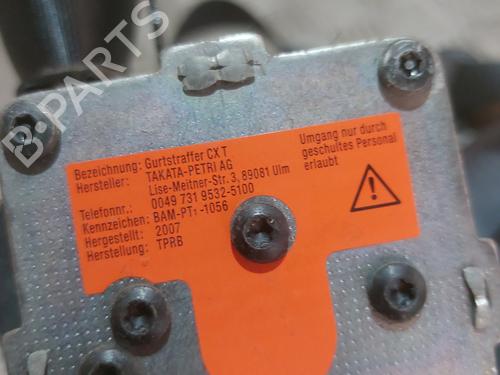 B-PARTS
Bezeichnung: Gurtstraffer CX T
Hersteller: TAKATA-PETRI AG
Lise-Meitner-Str. 3, 89081 Ulm
Telefonnr.: 0049 731 9532-5100
Kennzeichen: BAM-PT1-1056
Hergestellt: 2007
Herstellung: TPRB
Umgang nur durch
geschultes Personal
erlaubt